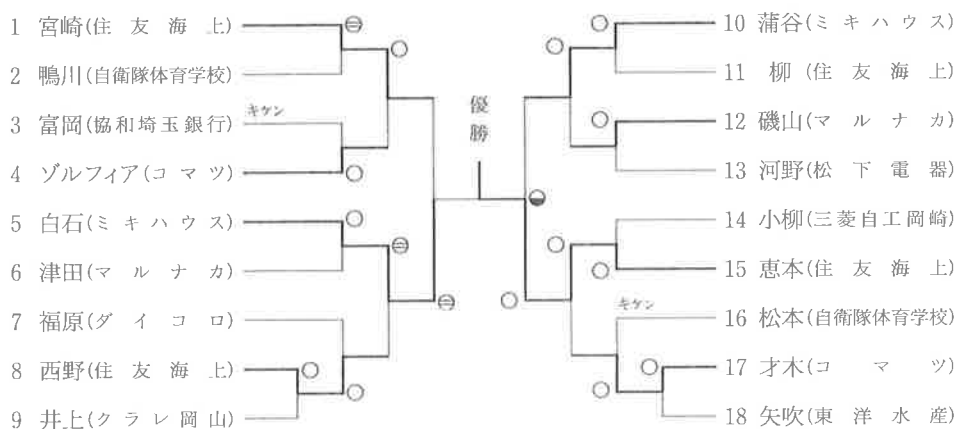 1 宮崎(住友海上)
2 鴨川(自衛隊体育学校)
キケン
3 富岡(協和埼玉銀行)
4 ゾルフィア(コマツ)
5 白石(ミキハウス)
6 津田(マルナカ)
7 福原(ダイコロ)
8 西野(住友海上)
9 井上(クラレ岡山)
優勝
10 蒲谷(ミキハウス)
11 柳(住友海上)
12 磯山(マルナカ)
13 河野(松下電器)
14 小柳(三菱自工岡崎)
15 恵本(住友海上)
キケン
16 松本(自衛隊体育学校)
17 才木(コマツ)
18 矢吹(東洋水産)